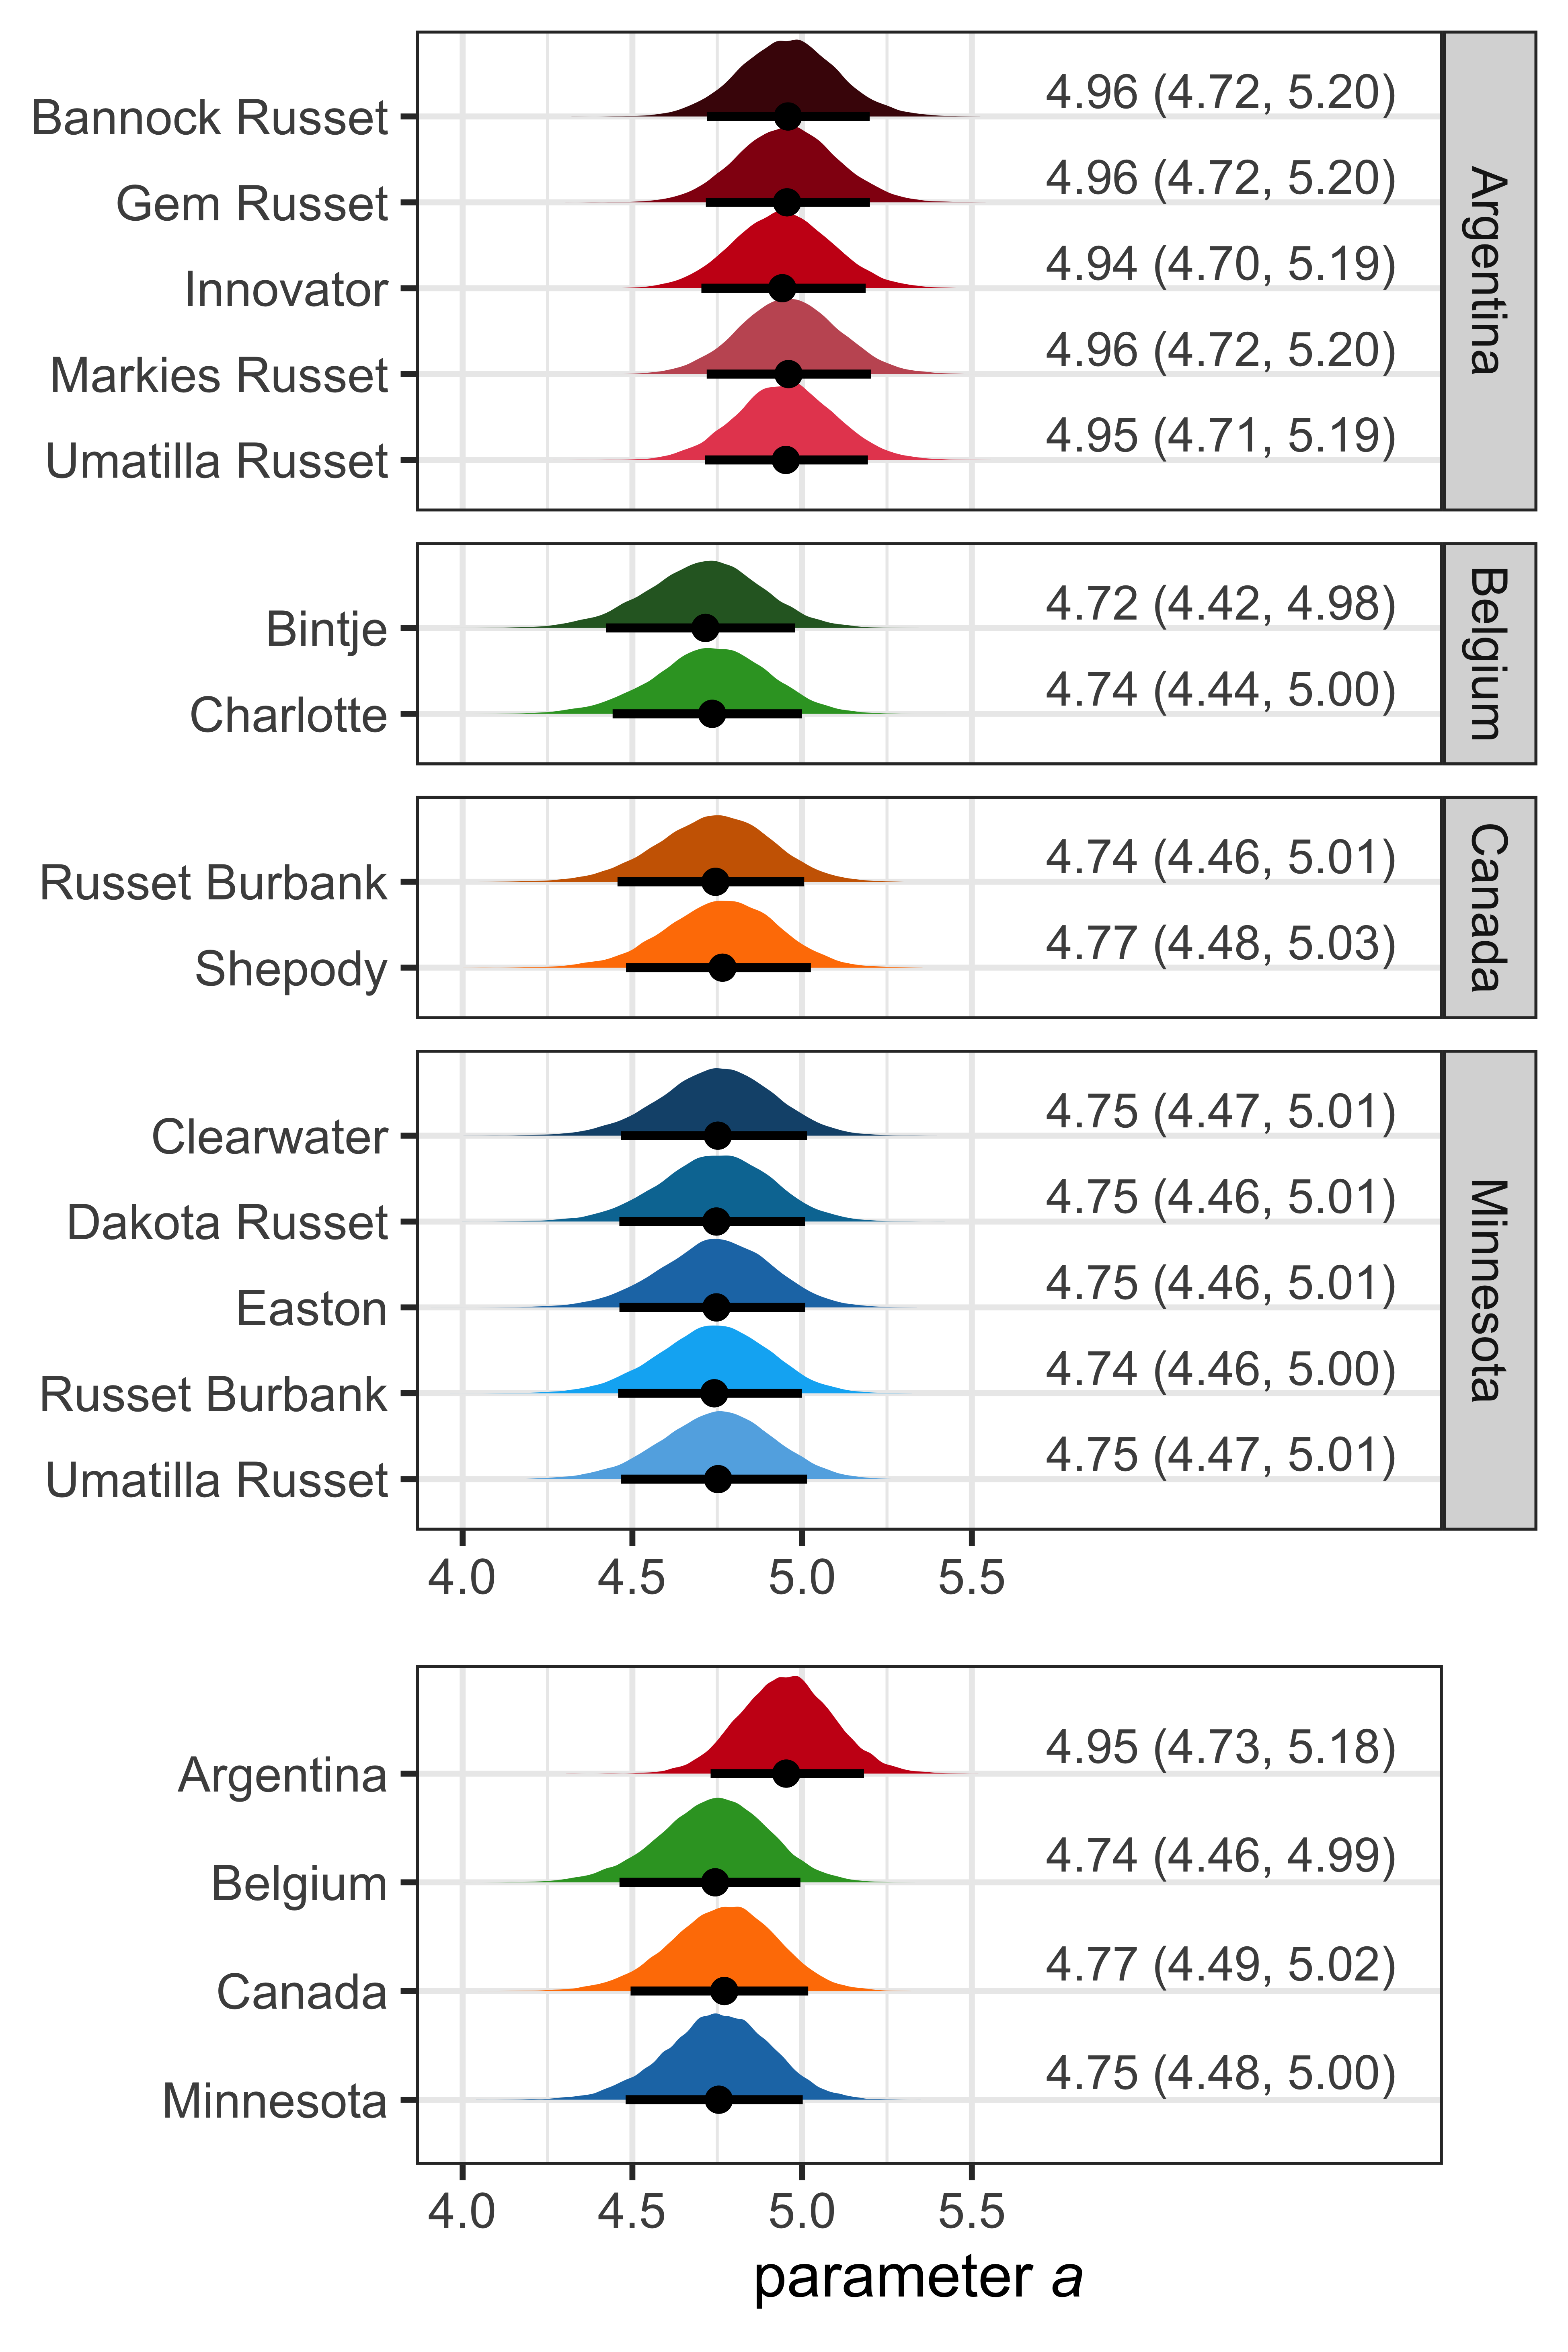 Argentina
Bannock Russet 4.96 (4.72, 5.20)
Gem Russet 4.96 (4.72, 5.20)
Innovator 4.94 (4.70, 5.19)
Markies Russet 4.96 (4.72, 5.20)
Umatilla Russet 4.95 (4.71, 5.19)
Belgium
Bintje 4.72 (4.42, 4.98)
Charlotte 4.74 (4.44, 5.00)
Canada
Russet Burbank 4.74 (4.46, 5.01)
Shepody 4.77 (4.48, 5.03)
Minnesota
Clearwater 4.75 (4.47, 5.01)
Dakota Russet 4.75 (4.46, 5.01)
Easton 4.75 (4.46, 5.01)
Russet Burbank 4.74 (4.46, 5.00)
Umatilla Russet 4.75 (4.47, 5.01)
4.0 4.5 5.0 5.5
Argentina 4.95 (4.73, 5.18)
Belgium 4.74 (4.46, 4.99)
Canada 4.77 (4.49, 5.02)
Minnesota 4.75 (4.48, 5.00)
4.0 4.5 5.0 5.5
parameter a